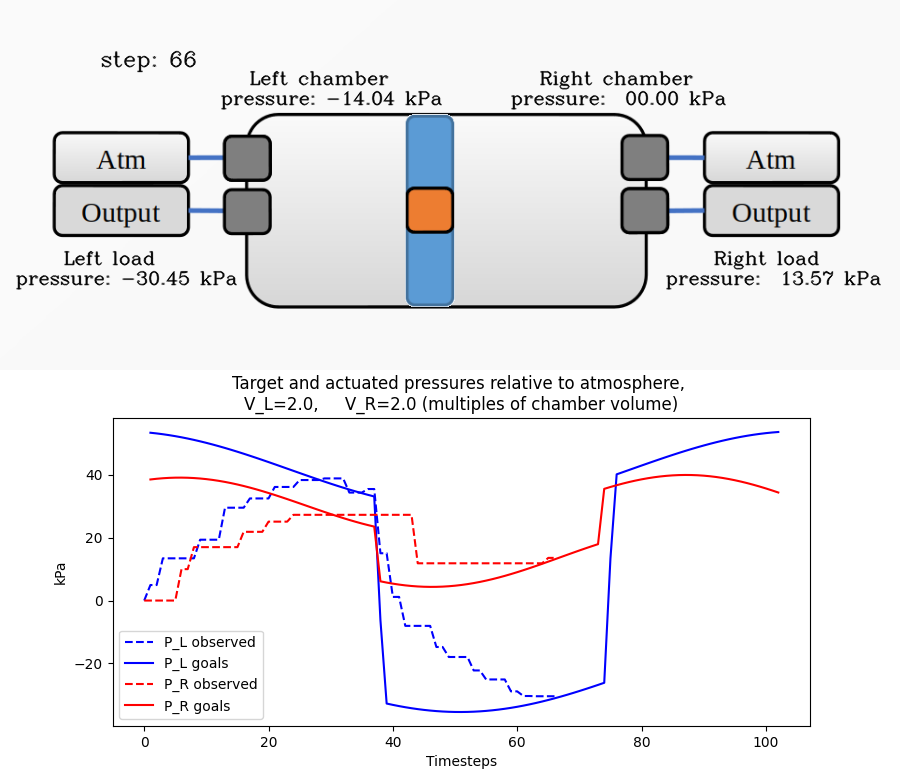 step: 66
Left chamber
pressure: −14.04 kPa
Right chamber
pressure: 00.00 kPa
Atm
Output
Atm
Output
Left load
pressure: −30.45 kPa
Right load
pressure: 13.57 kPa
Target and actuated pressures relative to atmosphere,
V_L=2.0, V_R=2.0 (multiples of chamber volume)
kPa
40
20
0
−20
P_L observed
P_L goals
P_R observed
P_R goals
0 20 40 60 80 100
Timesteps